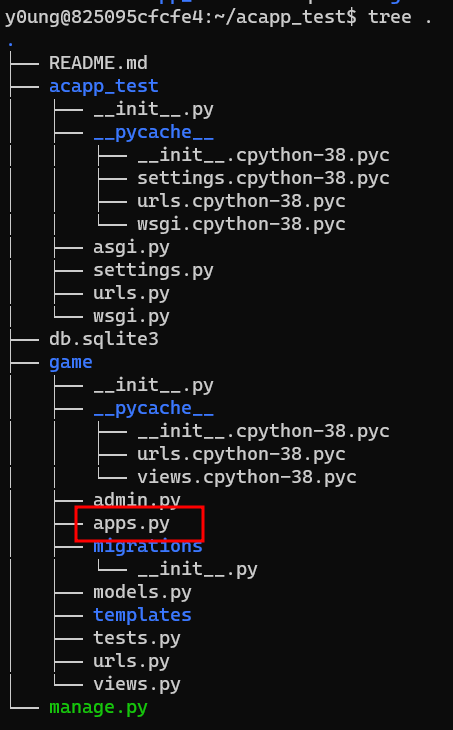 y0ung@825095cfcfe4:~/acapp_test$ tree .
.
├── README.md
├── acapp_test
│   ├── __init__.py
│   ├── __pycache__
│   │   ├── __init__.cpython-38.pyc
│   │   ├── settings.cpython-38.pyc
│   │   ├── urls.cpython-38.pyc
│   │   └── wsgi.cpython-38.pyc
│   ├── asgi.py
│   ├── settings.py
│   ├── urls.py
│   └── wsgi.py
├── db.sqlite3
├── game
│   ├── __init__.py
│   ├── __pycache__
│   │   ├── __init__.cpython-38.pyc
│   │   ├── urls.cpython-38.pyc
│   │   └── views.cpython-38.pyc
│   ├── admin.py
│   ├── apps.py
│   ├── migrations
│   │   └── __init__.py
│   ├── models.py
│   ├── templates
│   ├── tests.py
│   ├── urls.py
│   └── views.py
└── manage.py